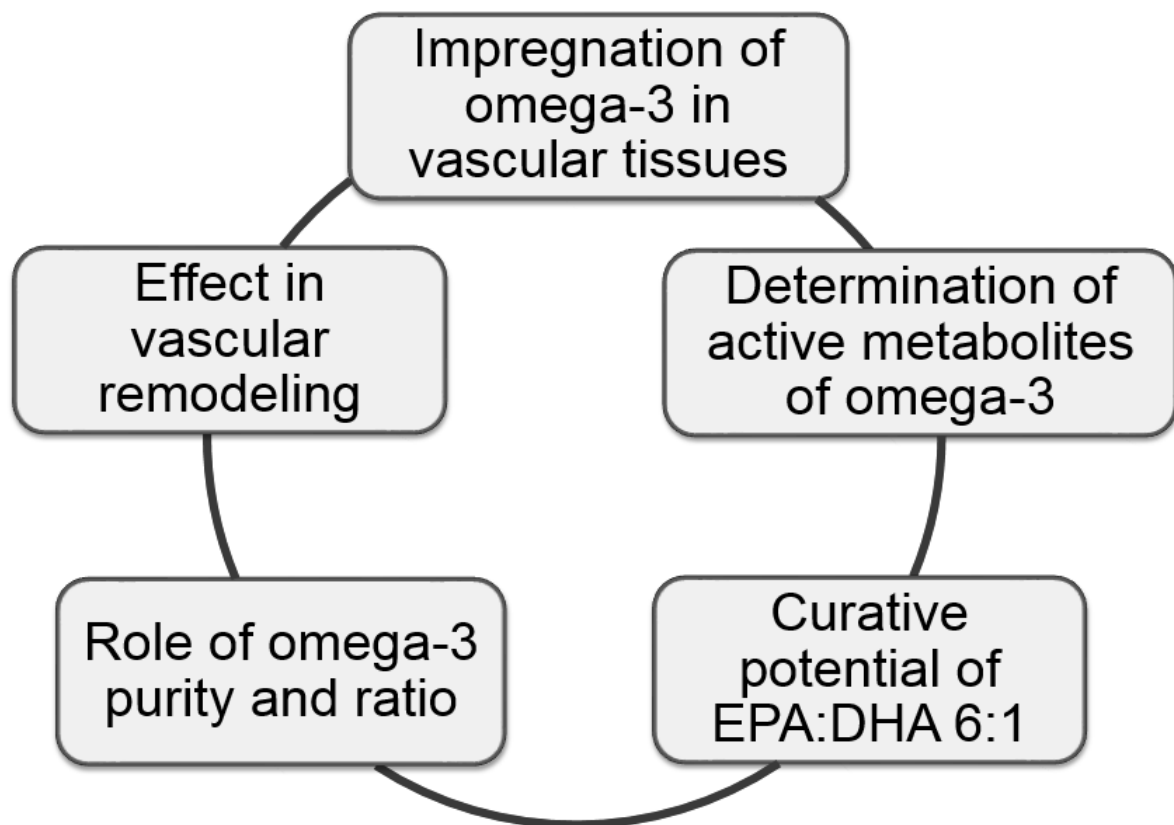 Impregnation of
omega-3 in
vascular tissues
Effect in
vascular
remodeling
Determination of
active metabolites
of omega-3
Role of omega-3
purity and ratio
Curative
potential of
EPA:DHA 6:1